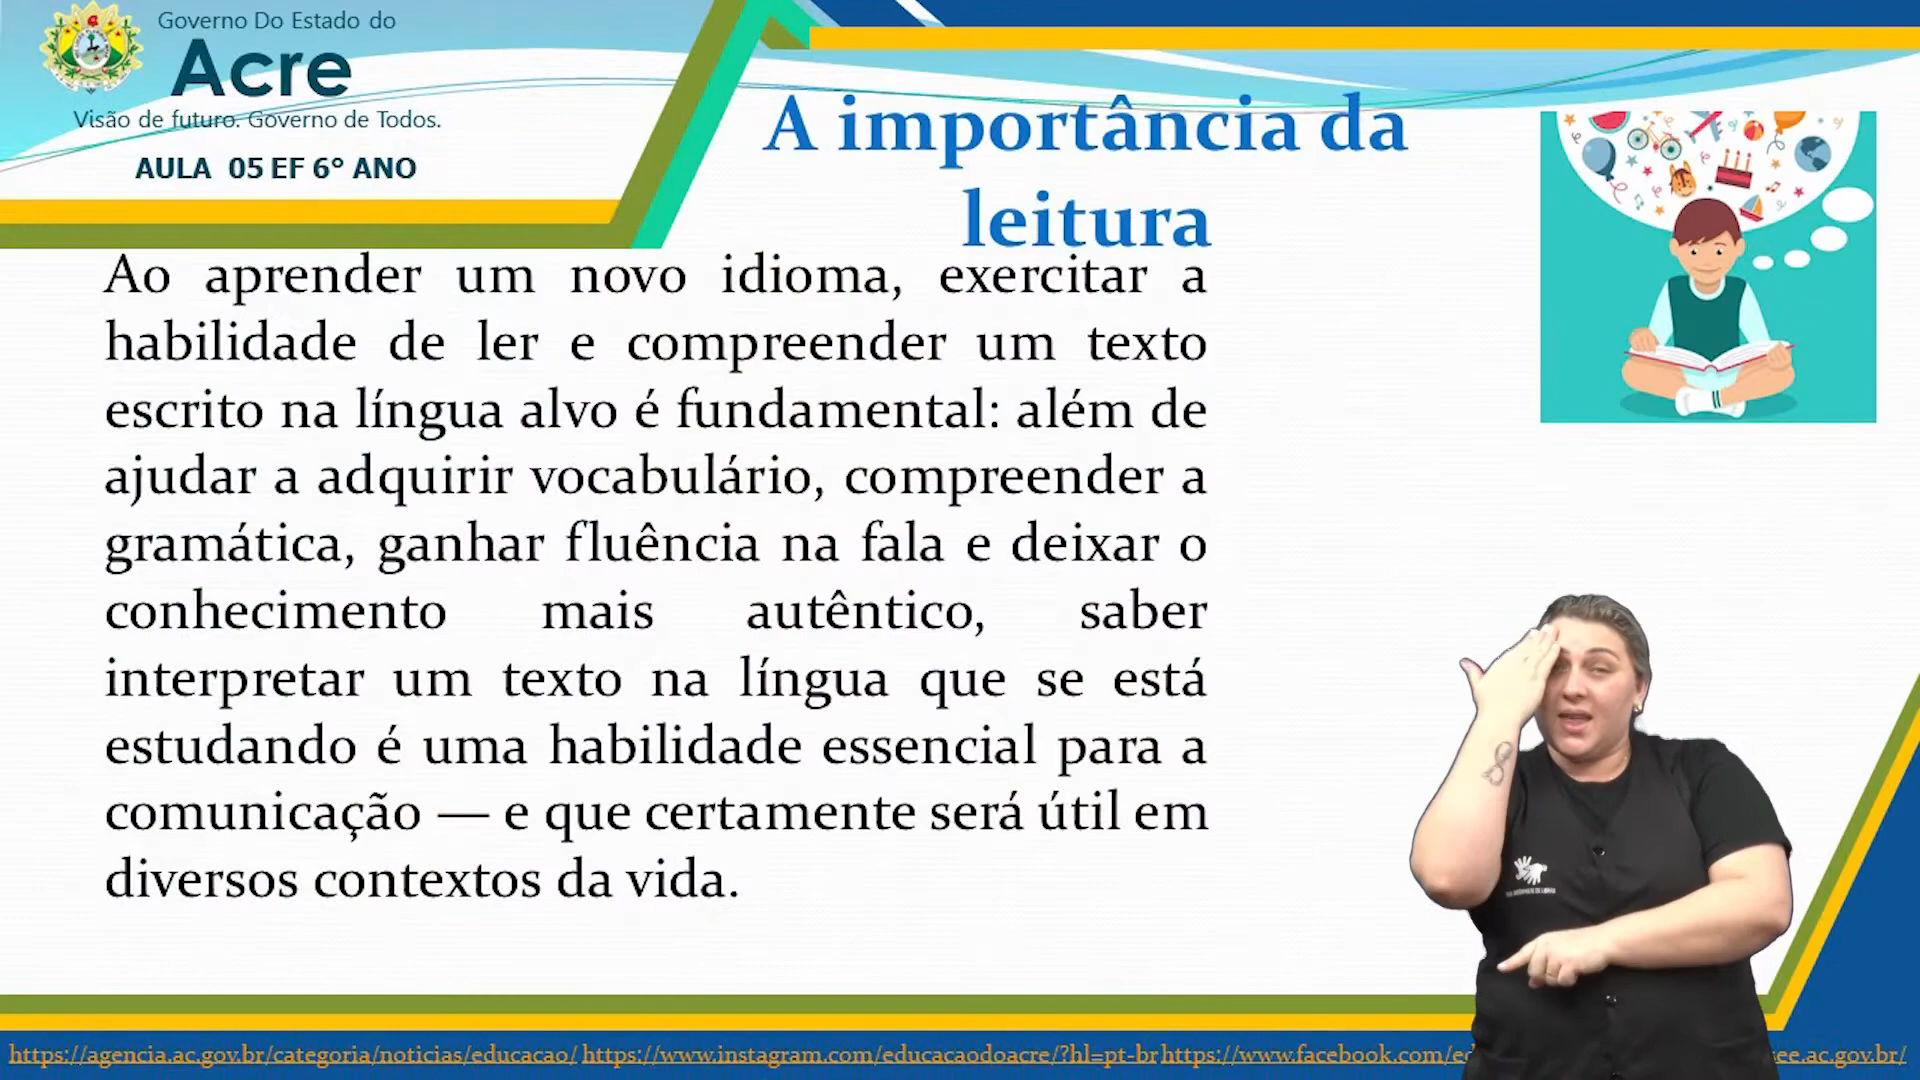 Governo Do Estado do
Acre
Visão de futuro. Governo de Todos.
AULA 05 EF 6° ANO
A importância da
leitura
Ao aprender um novo idioma, exercitar a
habilidade de ler e compreender um texto
escrito na língua alvo é fundamental: além de
ajudar a adquirir vocabulário, compreender a
gramática, ganhar fluência na fala e deixar o
conhecimento mais autêntico, saber
interpretar um texto na língua que se está
estudando é uma habilidade essencial para a
comunicação — e que certamente será útil em
diversos contextos da vida.
https://agencia.ac.gov.br/categoria/noticias/educacao/ https://www.instagram.com/educacaodoacre/?hl=pt-brhttps://www.facebook.com/ed see.ac.gov.br/